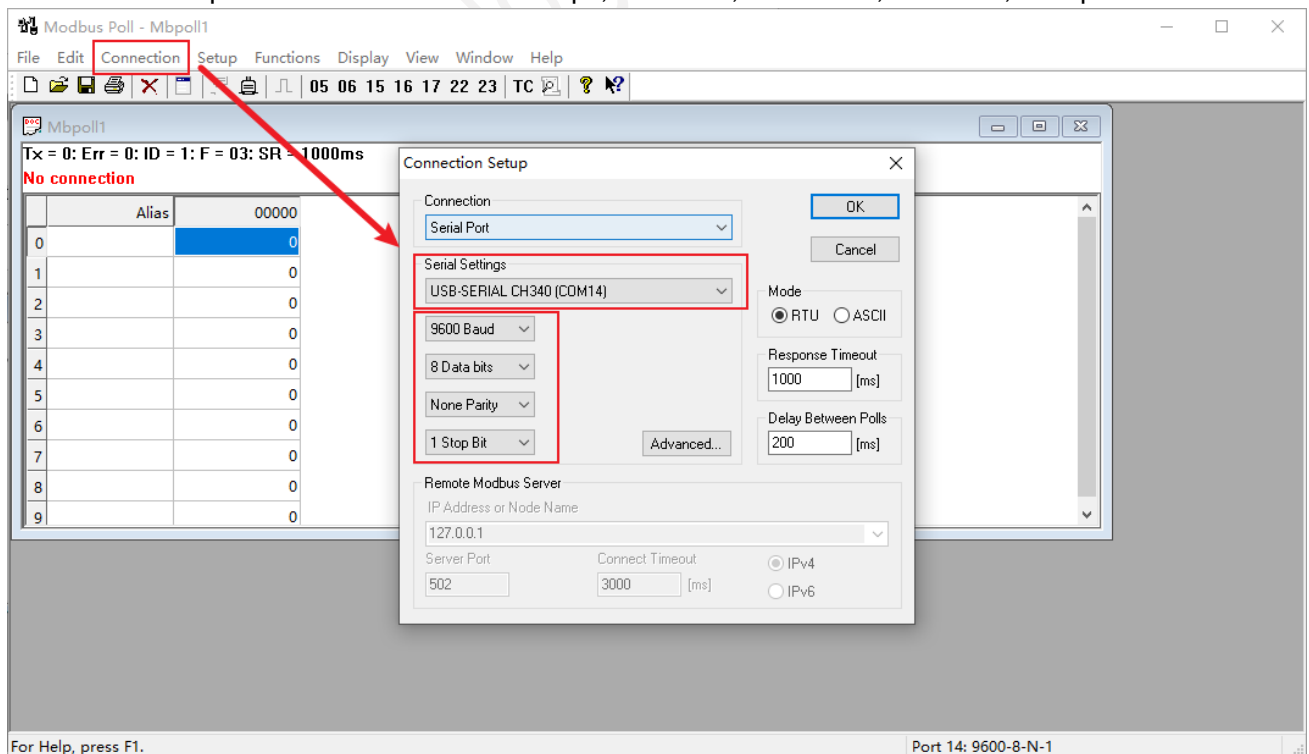 Modbus Poll - Mbpoll1
File Edit Connection Setup Functions Display View Window Help
05 06 15 16 17 22 23 TC
Mbpoll1
Tx = 0: Err = 0: ID = 1: F = 03: SR = 1000ms
No connection
Alias 00000
0 0
1 0
2 0
3 0
4 0
5 0
6 0
7 0
8 0
9 0
Connection Setup
Connection
Serial Port
OK
Cancel
Serial Settings
USB-SERIAL CH340 (COM14)
9600 Baud
8 Data bits
None Parity
1 Stop Bit
Advanced...
Mode
RTU ASCII
Response Timeout
1000 [ms]
Delay Between Polls
200 [ms]
Remote Modbus Server
IP Address or Node Name
127.0.0.1
Server Port Connect Timeout
502 3000 [ms]
IPv4
IPv6
For Help, press F1. Port 14: 9600-8-N-1